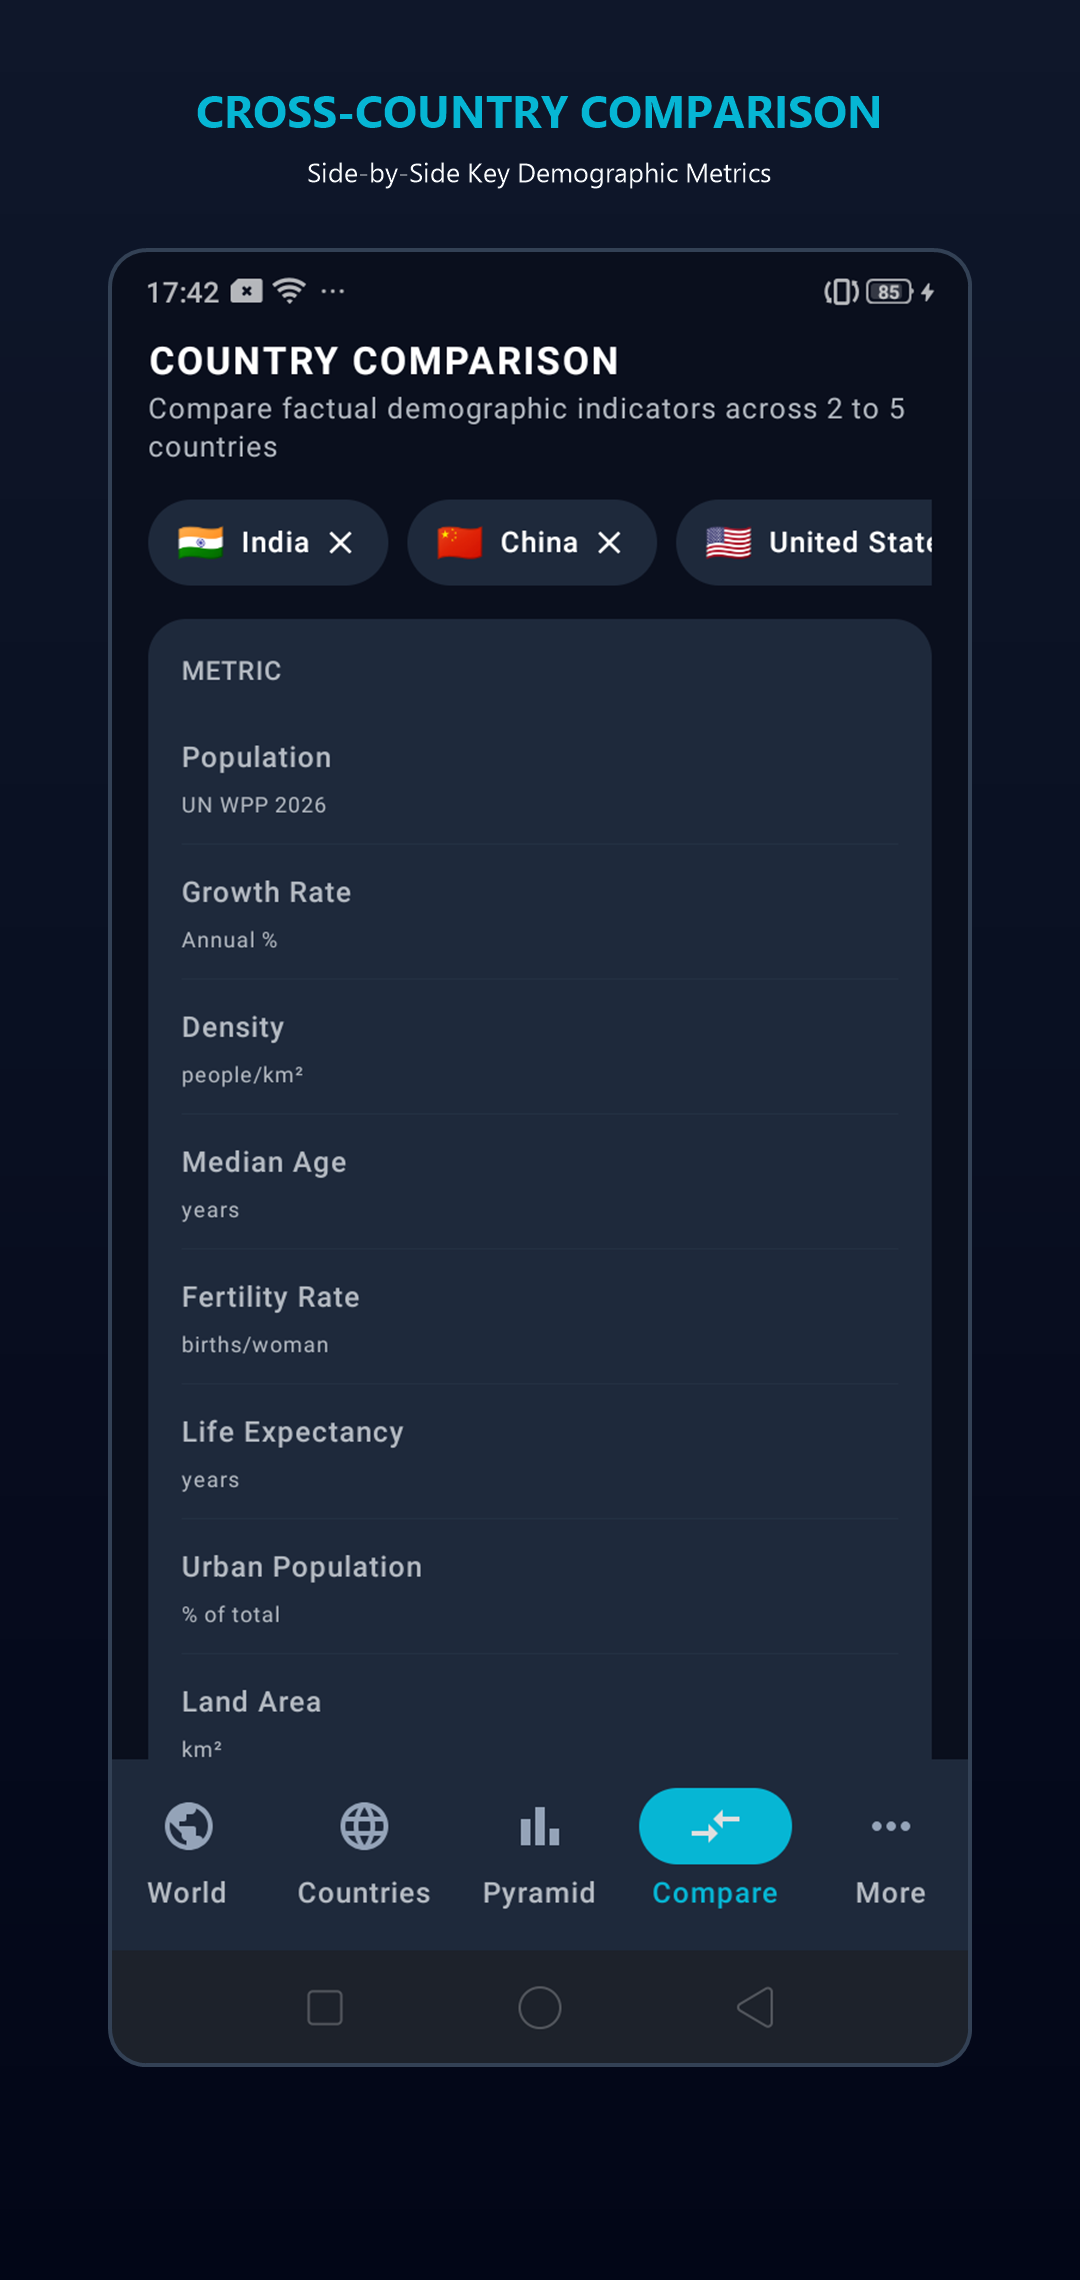 CROSS-COUNTRY COMPARISON
Side-by-Side Key Demographic Metrics
17:42
85
COUNTRY COMPARISON
Compare factual demographic indicators across 2 to 5
countries
India China United State
METRIC
Population
UN WPP 2026
Growth Rate
Annual %
Density
people/km²
Median Age
years
Fertility Rate
births/woman
Life Expectancy
years
Urban Population
% of total
Land Area
km²
World Countries Pyramid Compare More